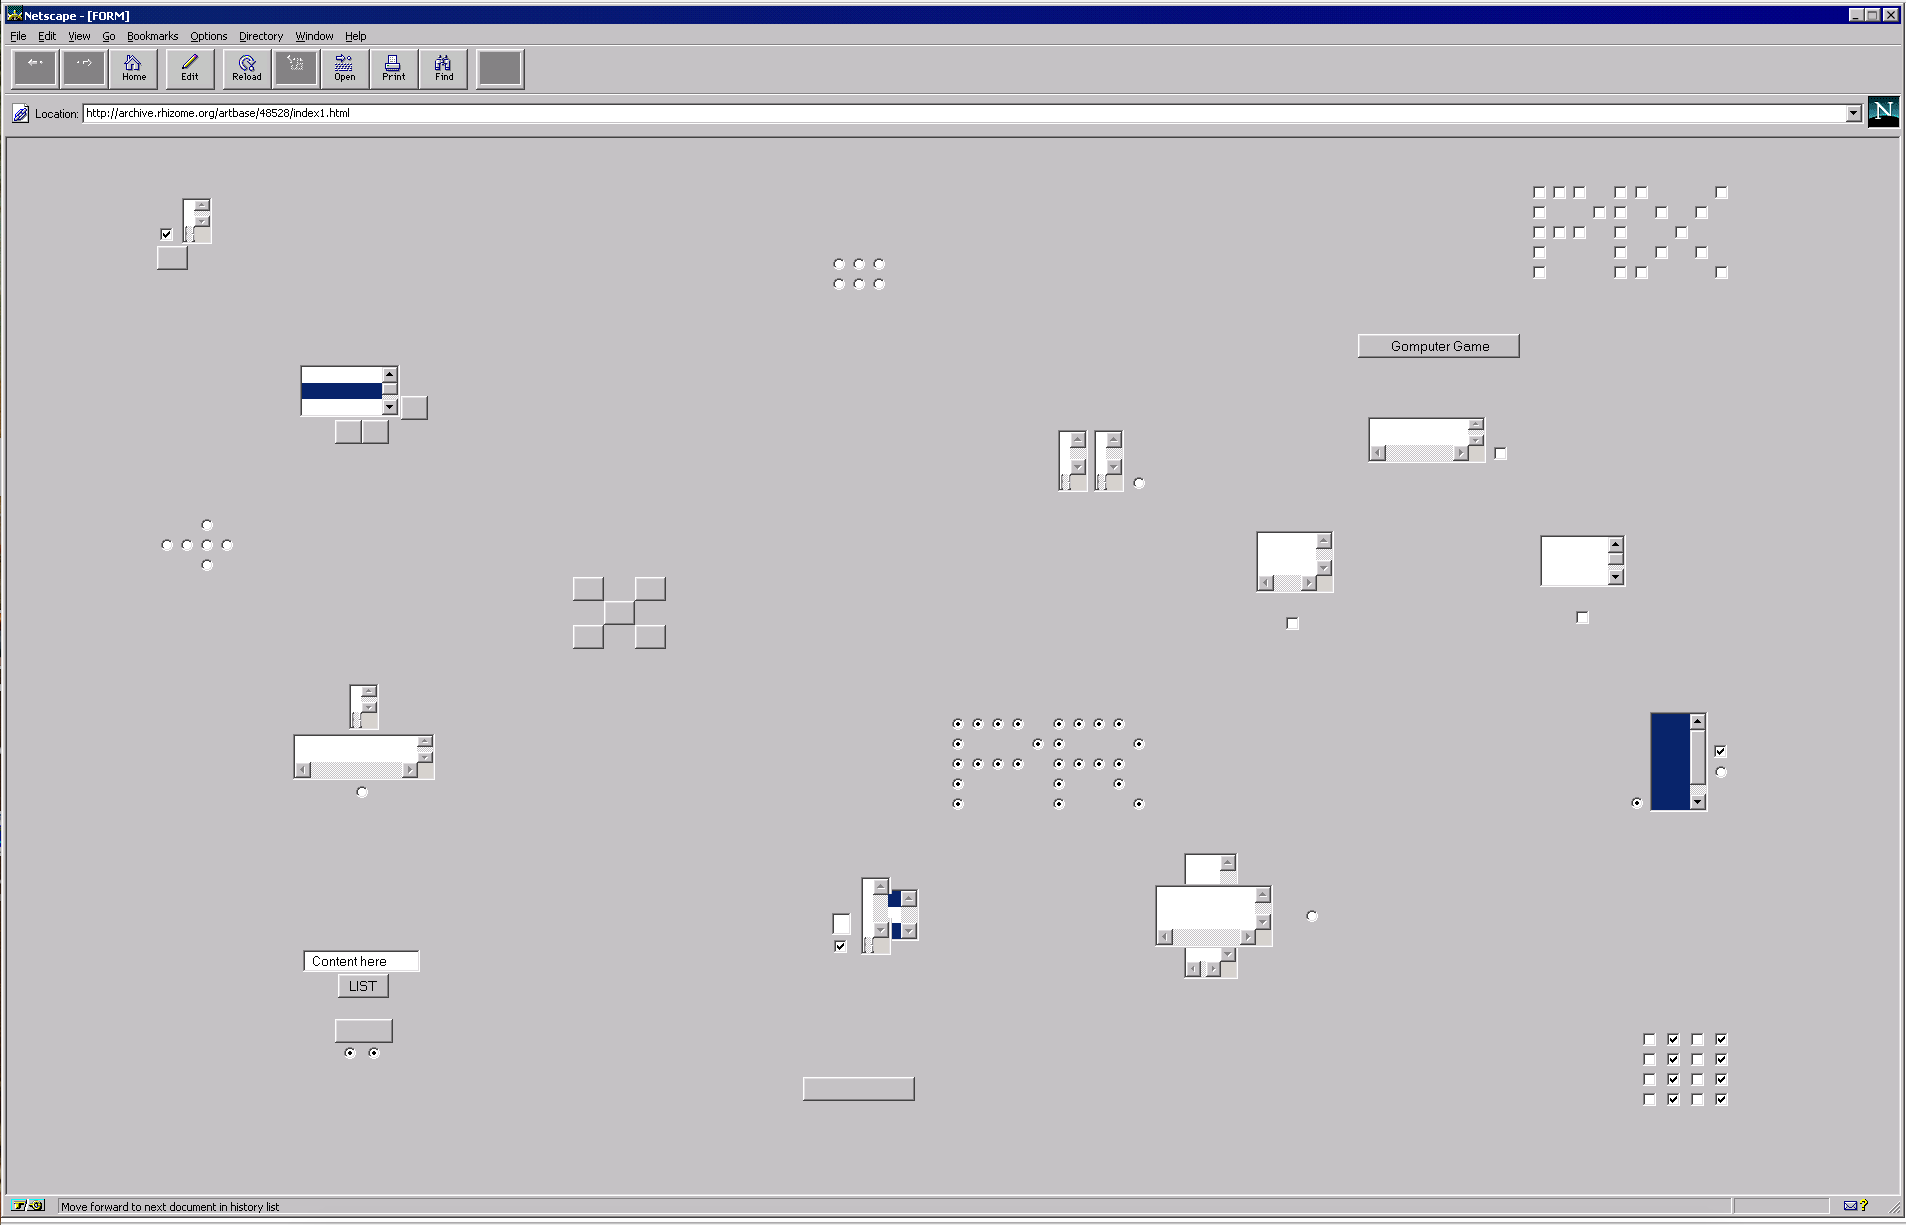 Netscape - [FORM]
File Edit View Go Bookmarks Options Directory Window Help
Home Edit Reload Open Print Find
Location: http://archive.rhizome.org/artbase/48528/index1.html
N
Gomputer Game
Content here
LIST
Move forward to next document in history list